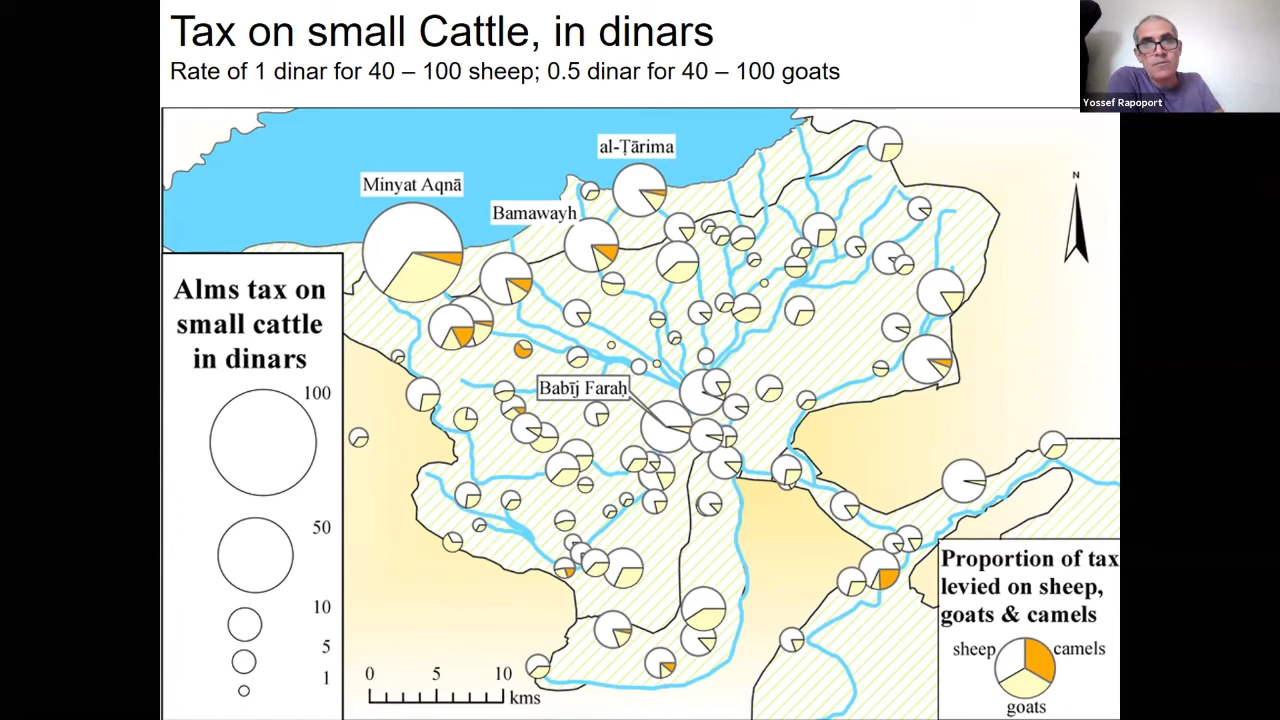 Tax on small Cattle, in dinars
Rate of 1 dinar for 40 – 100 sheep; 0.5 dinar for 40 – 100 goats
Yossef Rapoport
al-Ṭārima
Minyat Aqnā
Bamawayh
N
Alms tax on
small cattle
in dinars
100
50
10
5
1
Babīj Faraḥ
0 5 10
kms
Proportion of tax
levied on sheep,
goats & camels
sheep
camels
goats